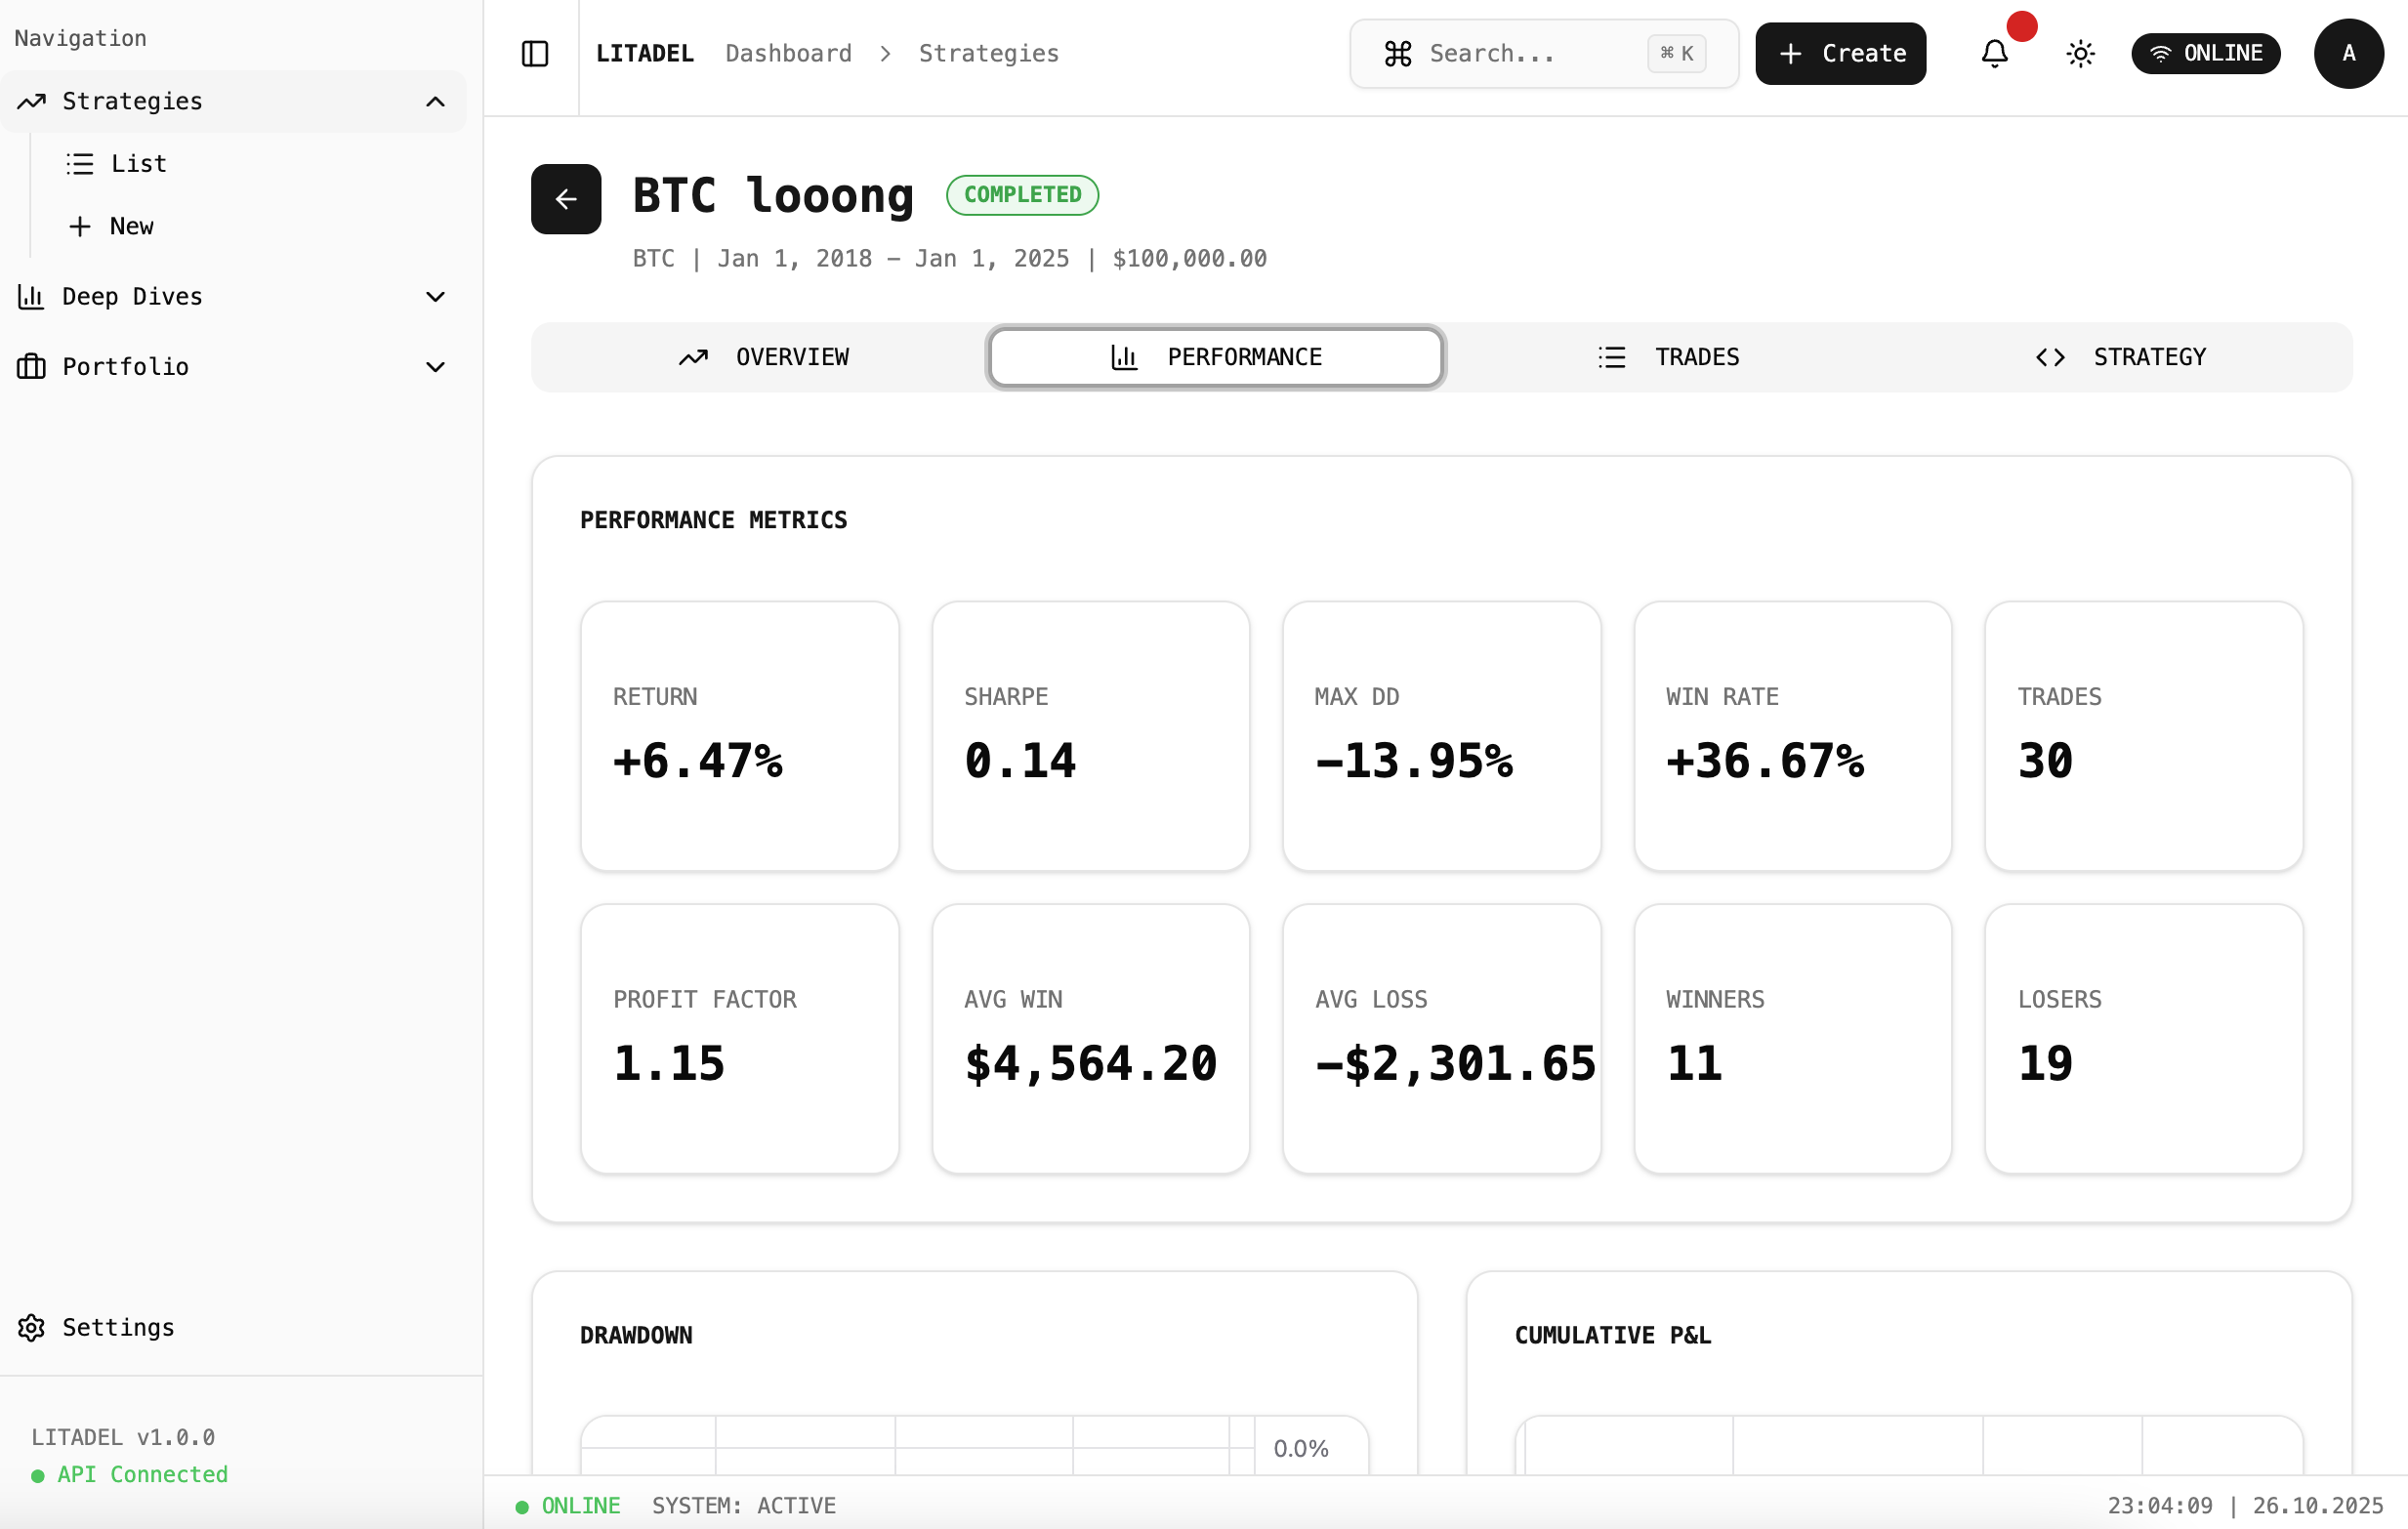 Navigation
Strategies
List
New
Deep Dives
Portfolio
Settings
LITADEL v1.0.0
API Connected
LITADEL Dashboard > Strategies
Search... ⌘ K
+ Create
ONLINE
A
BTC looong COMPLETED
BTC | Jan 1, 2018 – Jan 1, 2025 | $100,000.00
OVERVIEW PERFORMANCE TRADES STRATEGY
PERFORMANCE METRICS
RETURN
+6.47%
SHARPE
0.14
MAX DD
–13.95%
WIN RATE
+36.67%
TRADES
30
PROFIT FACTOR
1.15
AVG WIN
$4,564.20
AVG LOSS
–$2,301.65
WINNERS
11
LOSERS
19
DRAWDOWN
0.0%
CUMULATIVE P&L
ONLINE SYSTEM: ACTIVE
23:04:09 | 26.10.2025